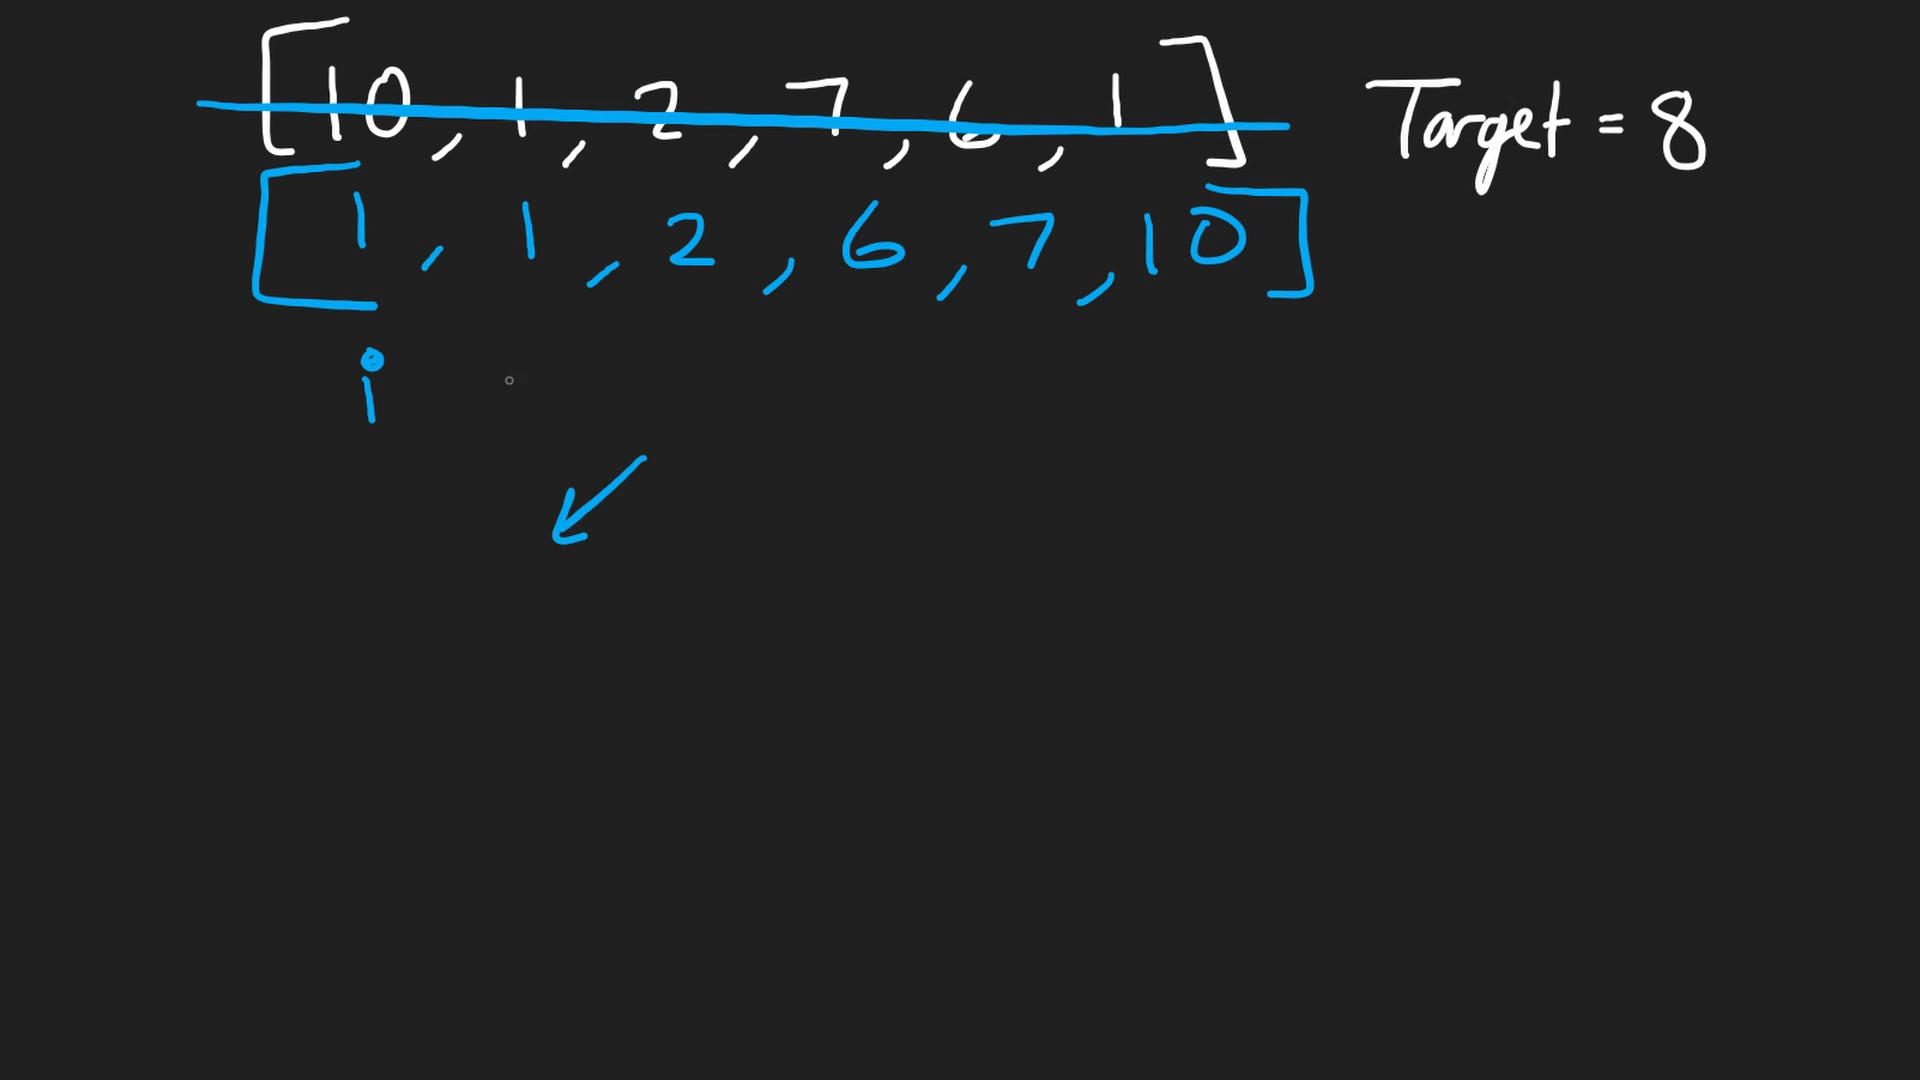 [10, 1, 2, 7, 6, 1] Target = 8
[1, 1, 2, 6, 7, 10]
i